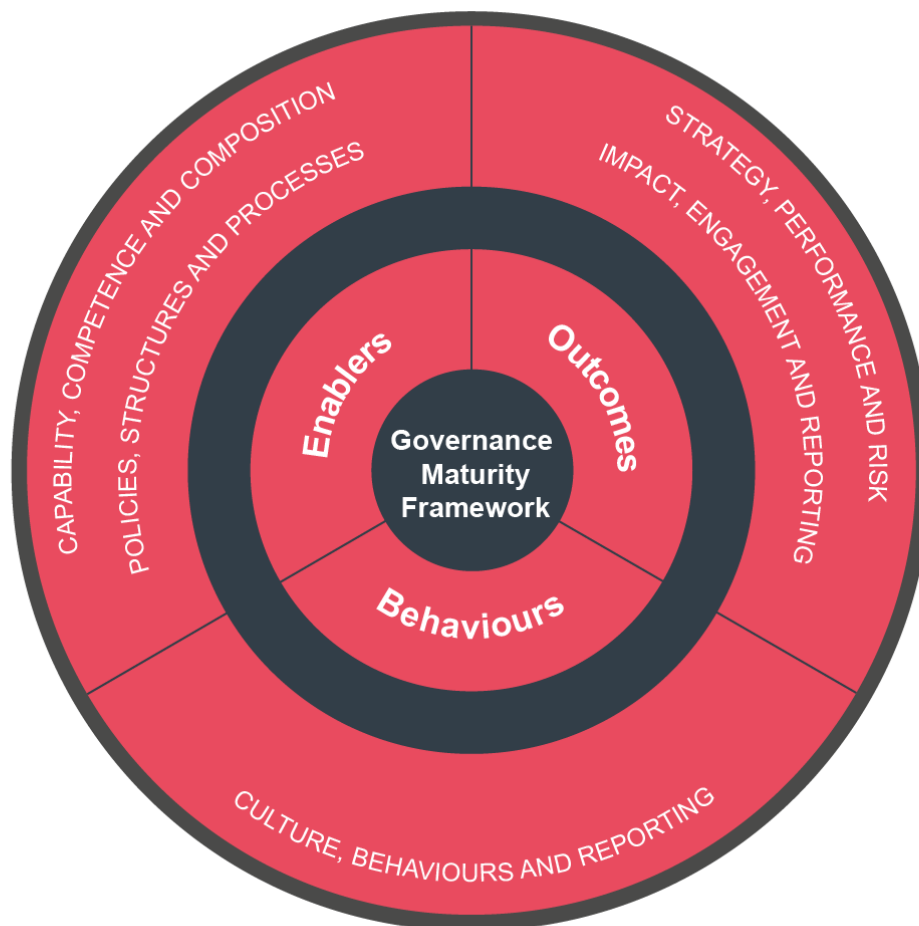 CAPABILITY, COMPETENCE AND COMPOSITION
POLICIES, STRUCTURES AND PROCESSES
STRATEGY, PERFORMANCE AND RISK
IMPACT, ENGAGEMENT AND REPORTING
Enablers
Outcomes
Governance
Maturity
Framework
Behaviours
CULTURE, BEHAVIOURS AND REPORTING